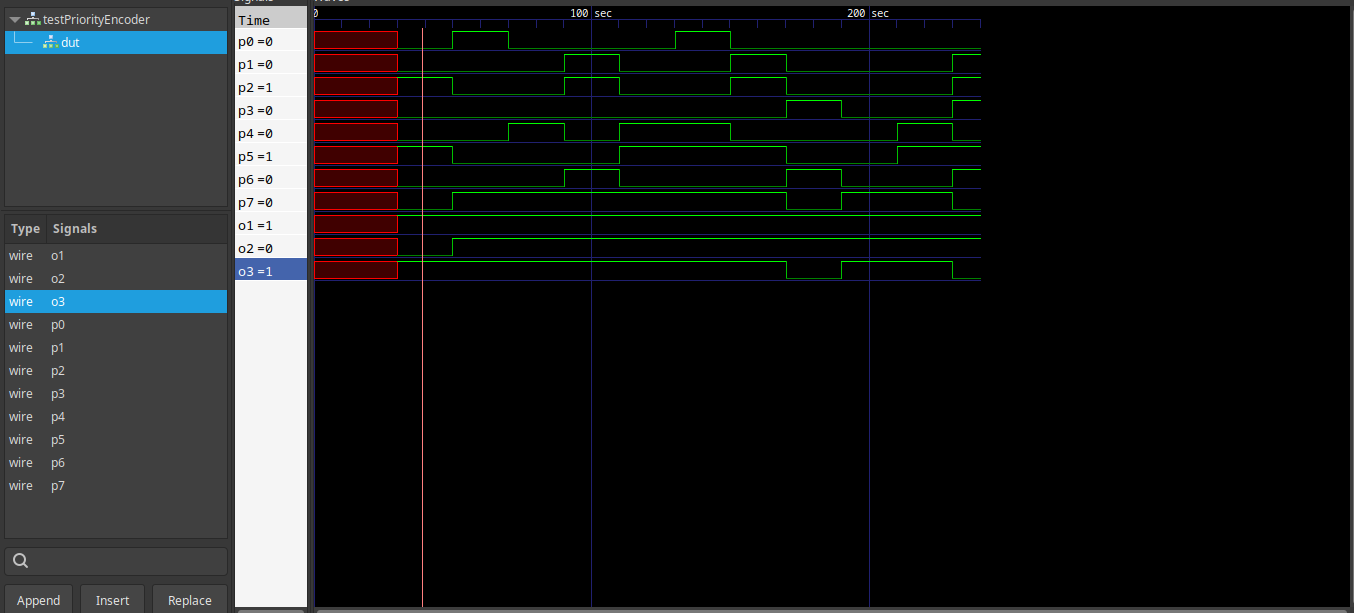 testPriorityEncoder
dut
Type Signals
wire o1
wire o2
wire o3
wire p0
wire p1
wire p2
wire p3
wire p4
wire p5
wire p6
wire p7
Append Insert Replace
Time
p0 =0
p1 =0
p2 =1
p3 =0
p4 =0
p5 =1
p6 =0
p7 =0
o1 =1
o2 =0
o3 =1
0 100 sec 200 sec